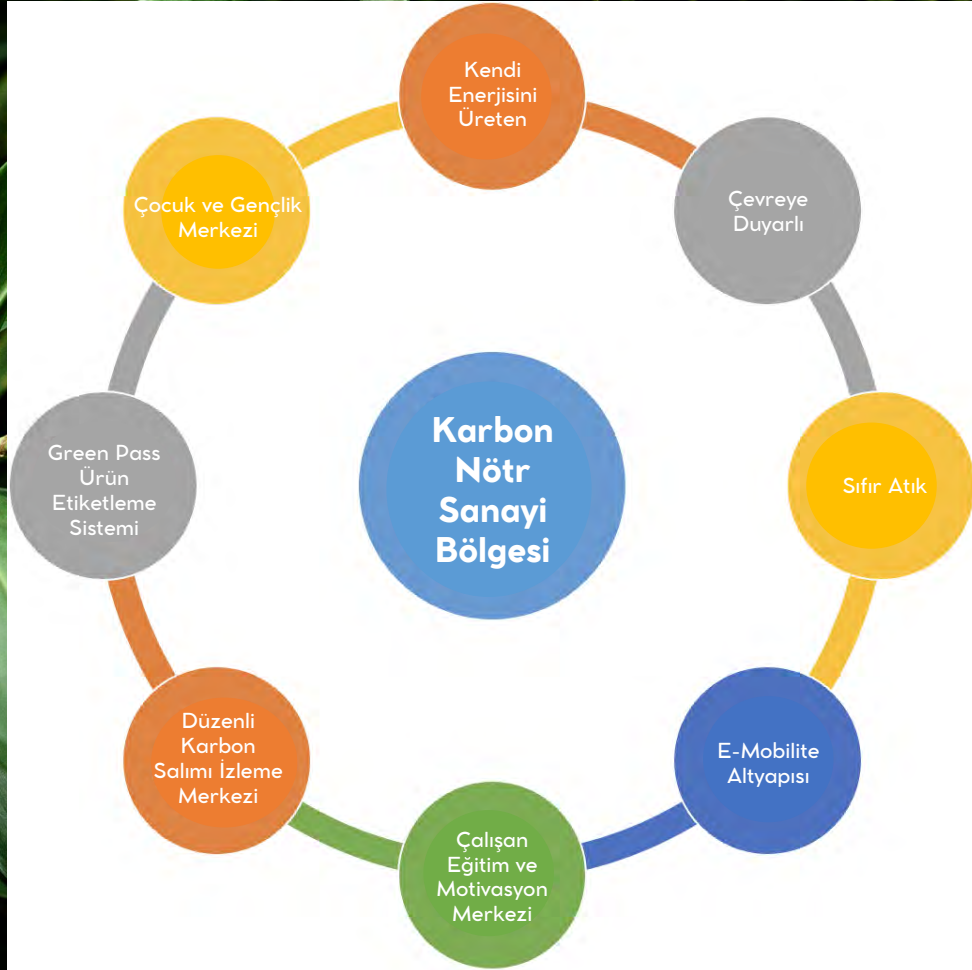 Kendi
Enerjisini
Üreten
Çevreye
Duyarlı
Sıfır Atık
E-Mobilite
Altyapısı
Çalışan
Eğitim ve
Motivasyon
Merkezi
Düzenli
Karbon
Salımı İzleme
Merkezi
Green Pass
Ürün
Etiketleme
Sistemi
Çocuk ve Gençlik
Merkezi
Karbon
Nötr
Sanayi
Bölgesi